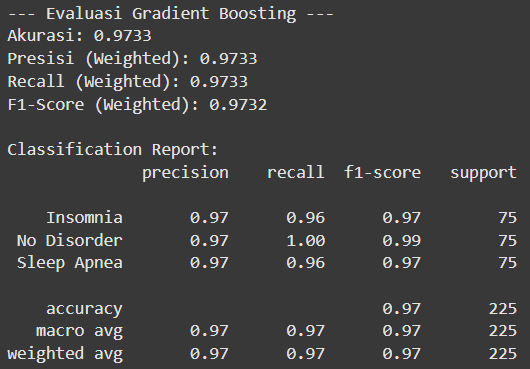 --- Evaluasi Gradient Boosting ---
Akurasi: 0.9733
Presisi (Weighted): 0.9733
Recall (Weighted): 0.9733
F1-Score (Weighted): 0.9732

Classification Report:
              precision    recall  f1-score   support

    Insomnia       0.97      0.96      0.97        75
 No Disorder       0.97      1.00      0.99        75
 Sleep Apnea       0.97      0.96      0.97        75

    accuracy                           0.97       225
   macro avg       0.97      0.97      0.97       225
weighted avg       0.97      0.97      0.97       225